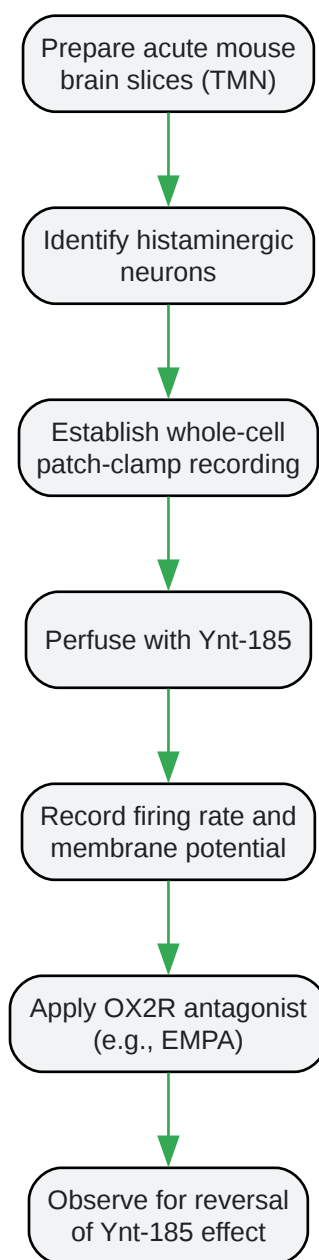 Prepare acute mouse
brain slices (TMN)
Identify histaminergic
neurons
Establish whole-cell
patch-clamp recording
Perfuse with Ynt-185
Record firing rate and
membrane potential
Apply OX2R antagonist
(e.g., EMPA)
Observe for reversal
of Ynt-185 effect